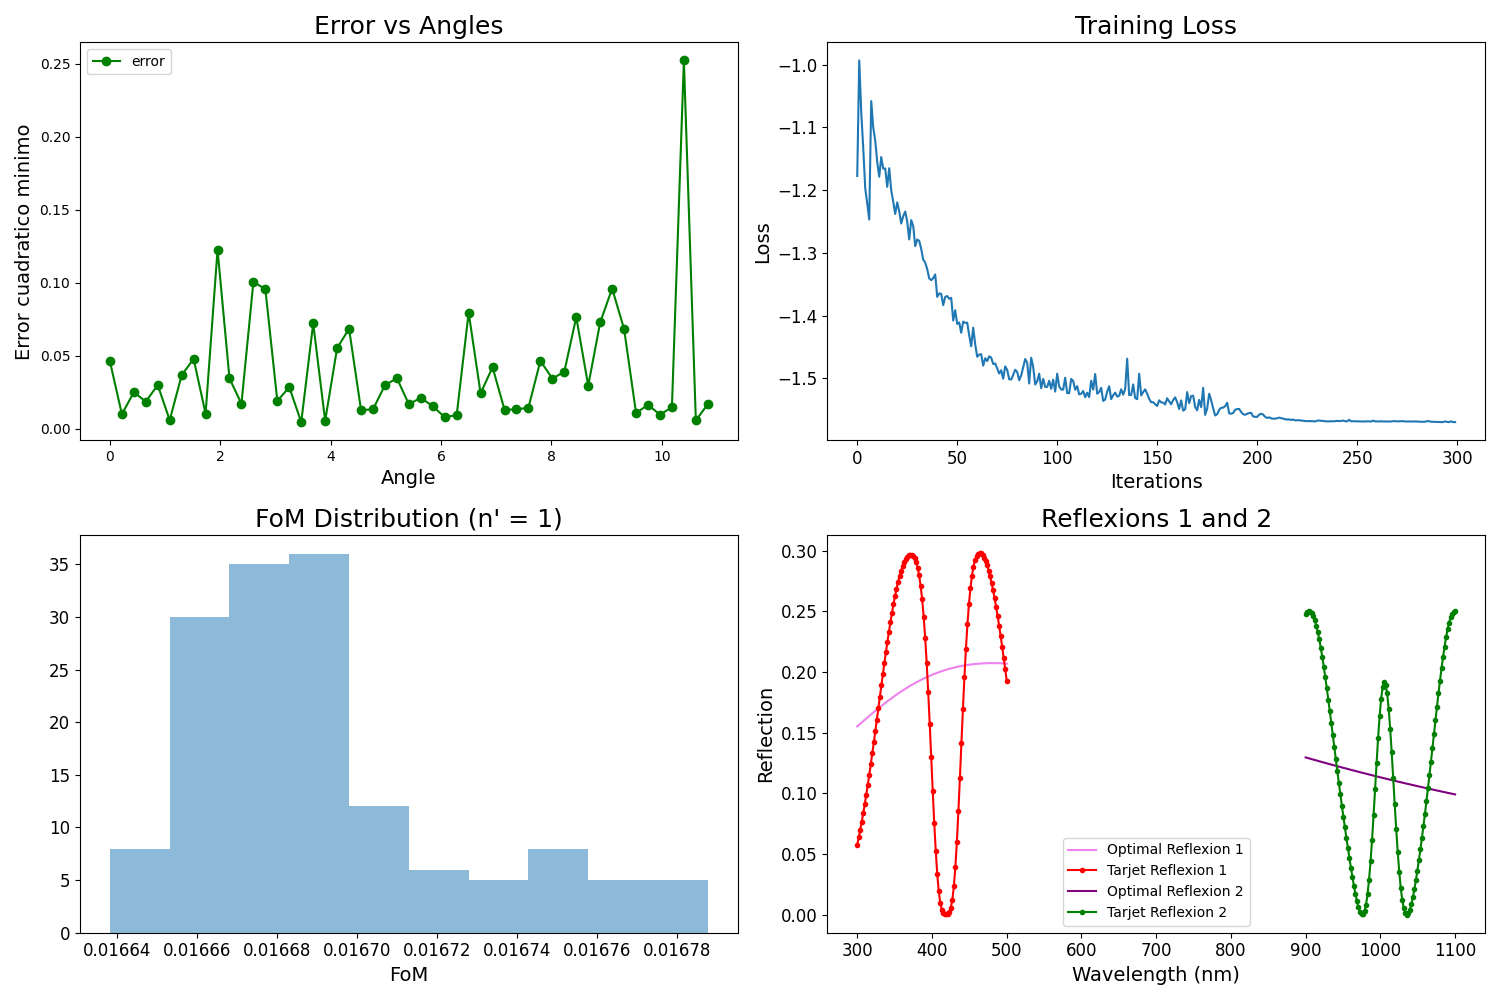 Error vs Angles
error
0.25
0.20
0.15
0.10
0.05
0.00
Error cuadratico minimo
0 2 4 6 8 10
Angle
Training Loss
−1.0
−1.1
−1.2
−1.3
−1.4
−1.5
Loss
0 50 100 150 200 250 300
Iterations
FoM Distribution (n' = 1)
35
30
25
20
15
10
5
0
0.01664 0.01666 0.01668 0.01670 0.01672 0.01674 0.01676 0.01678
FoM
Reflexions 1 and 2
0.30
0.25
0.20
0.15
0.10
0.05
0.00
Reflection
Optimal Reflexion 1
Tarjet Reflexion 1
Optimal Reflexion 2
Tarjet Reflexion 2
300 400 500 600 700 800 900 1000 1100
Wavelength (nm)